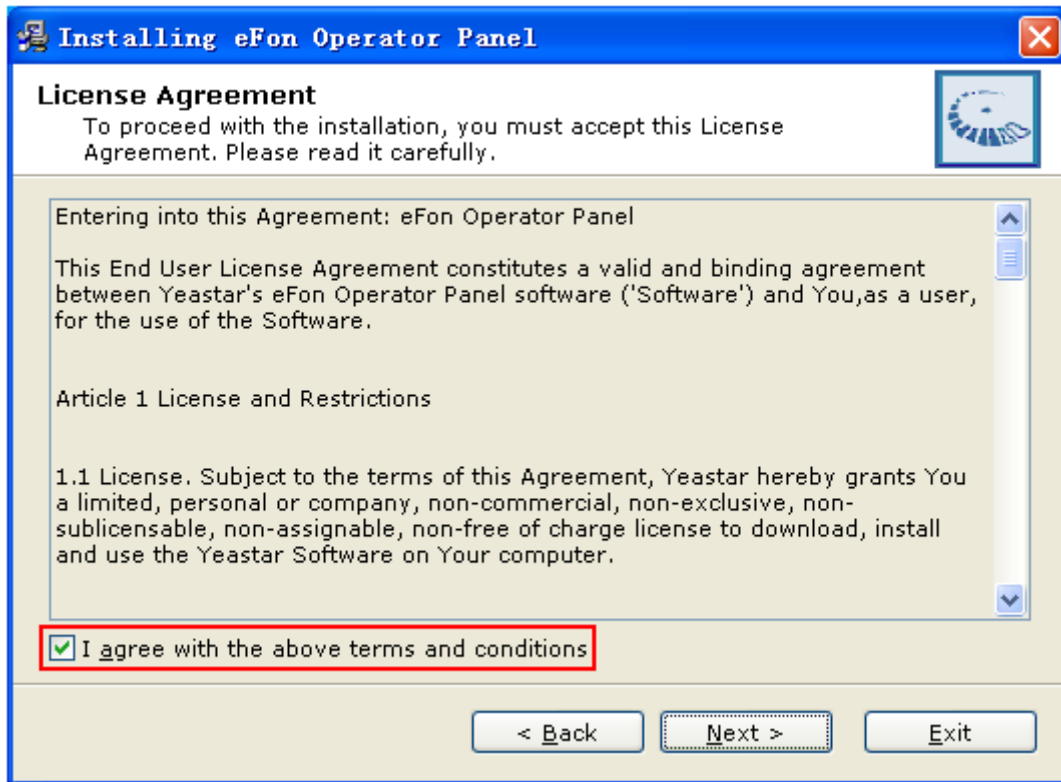 Installing eFon Operator Panel
License Agreement
To proceed with the installation, you must accept this License
Agreement. Please read it carefully.
Entering into this Agreement: eFon Operator Panel
This End User License Agreement constitutes a valid and binding agreement
between Yeastar's eFon Operator Panel software ('Software') and You,as a user,
for the use of the Software.
Article 1 License and Restrictions
1.1 License. Subject to the terms of this Agreement, Yeastar hereby grants You
a limited, personal or company, non-commercial, non-exclusive, non-
sublicensable, non-assignable, non-free of charge license to download, install
and use the Yeastar Software on Your computer.
I agree with the above terms and conditions
< Back Next > Exit